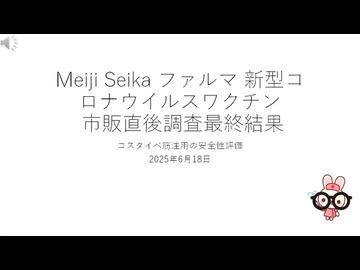 Meiji Seika ファルマ 新型コ
ロナウイルスワクチン
市販直後調査最終結果
コスタイベ筋注用の安全性評価
2025年6月18日